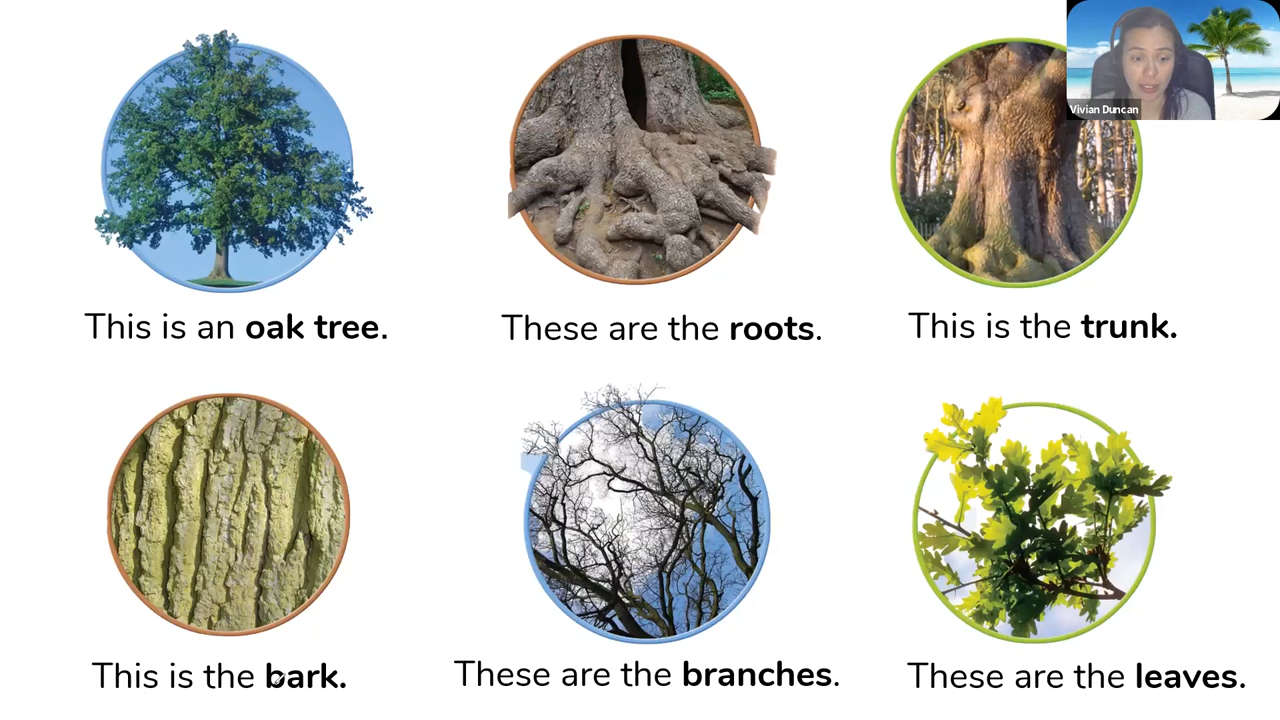 Vivian Duncan
This is an oak tree.
These are the roots.
This is the trunk.
This is the bark.
These are the branches.
These are the leaves.